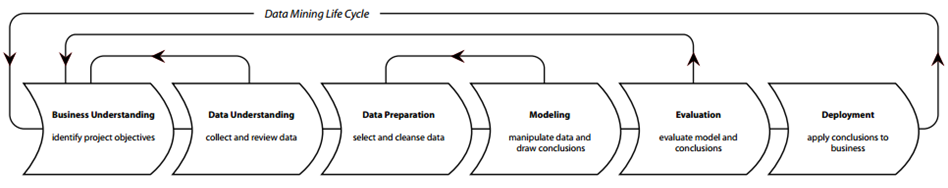 Data Mining Life Cycle
Business Understanding
identify project objectives
Data Understanding
collect and review data
Data Preparation
select and cleanse data
Modeling
manipulate data and
draw conclusions
Evaluation
evaluate model and
conclusions
Deployment
apply conclusions to
business